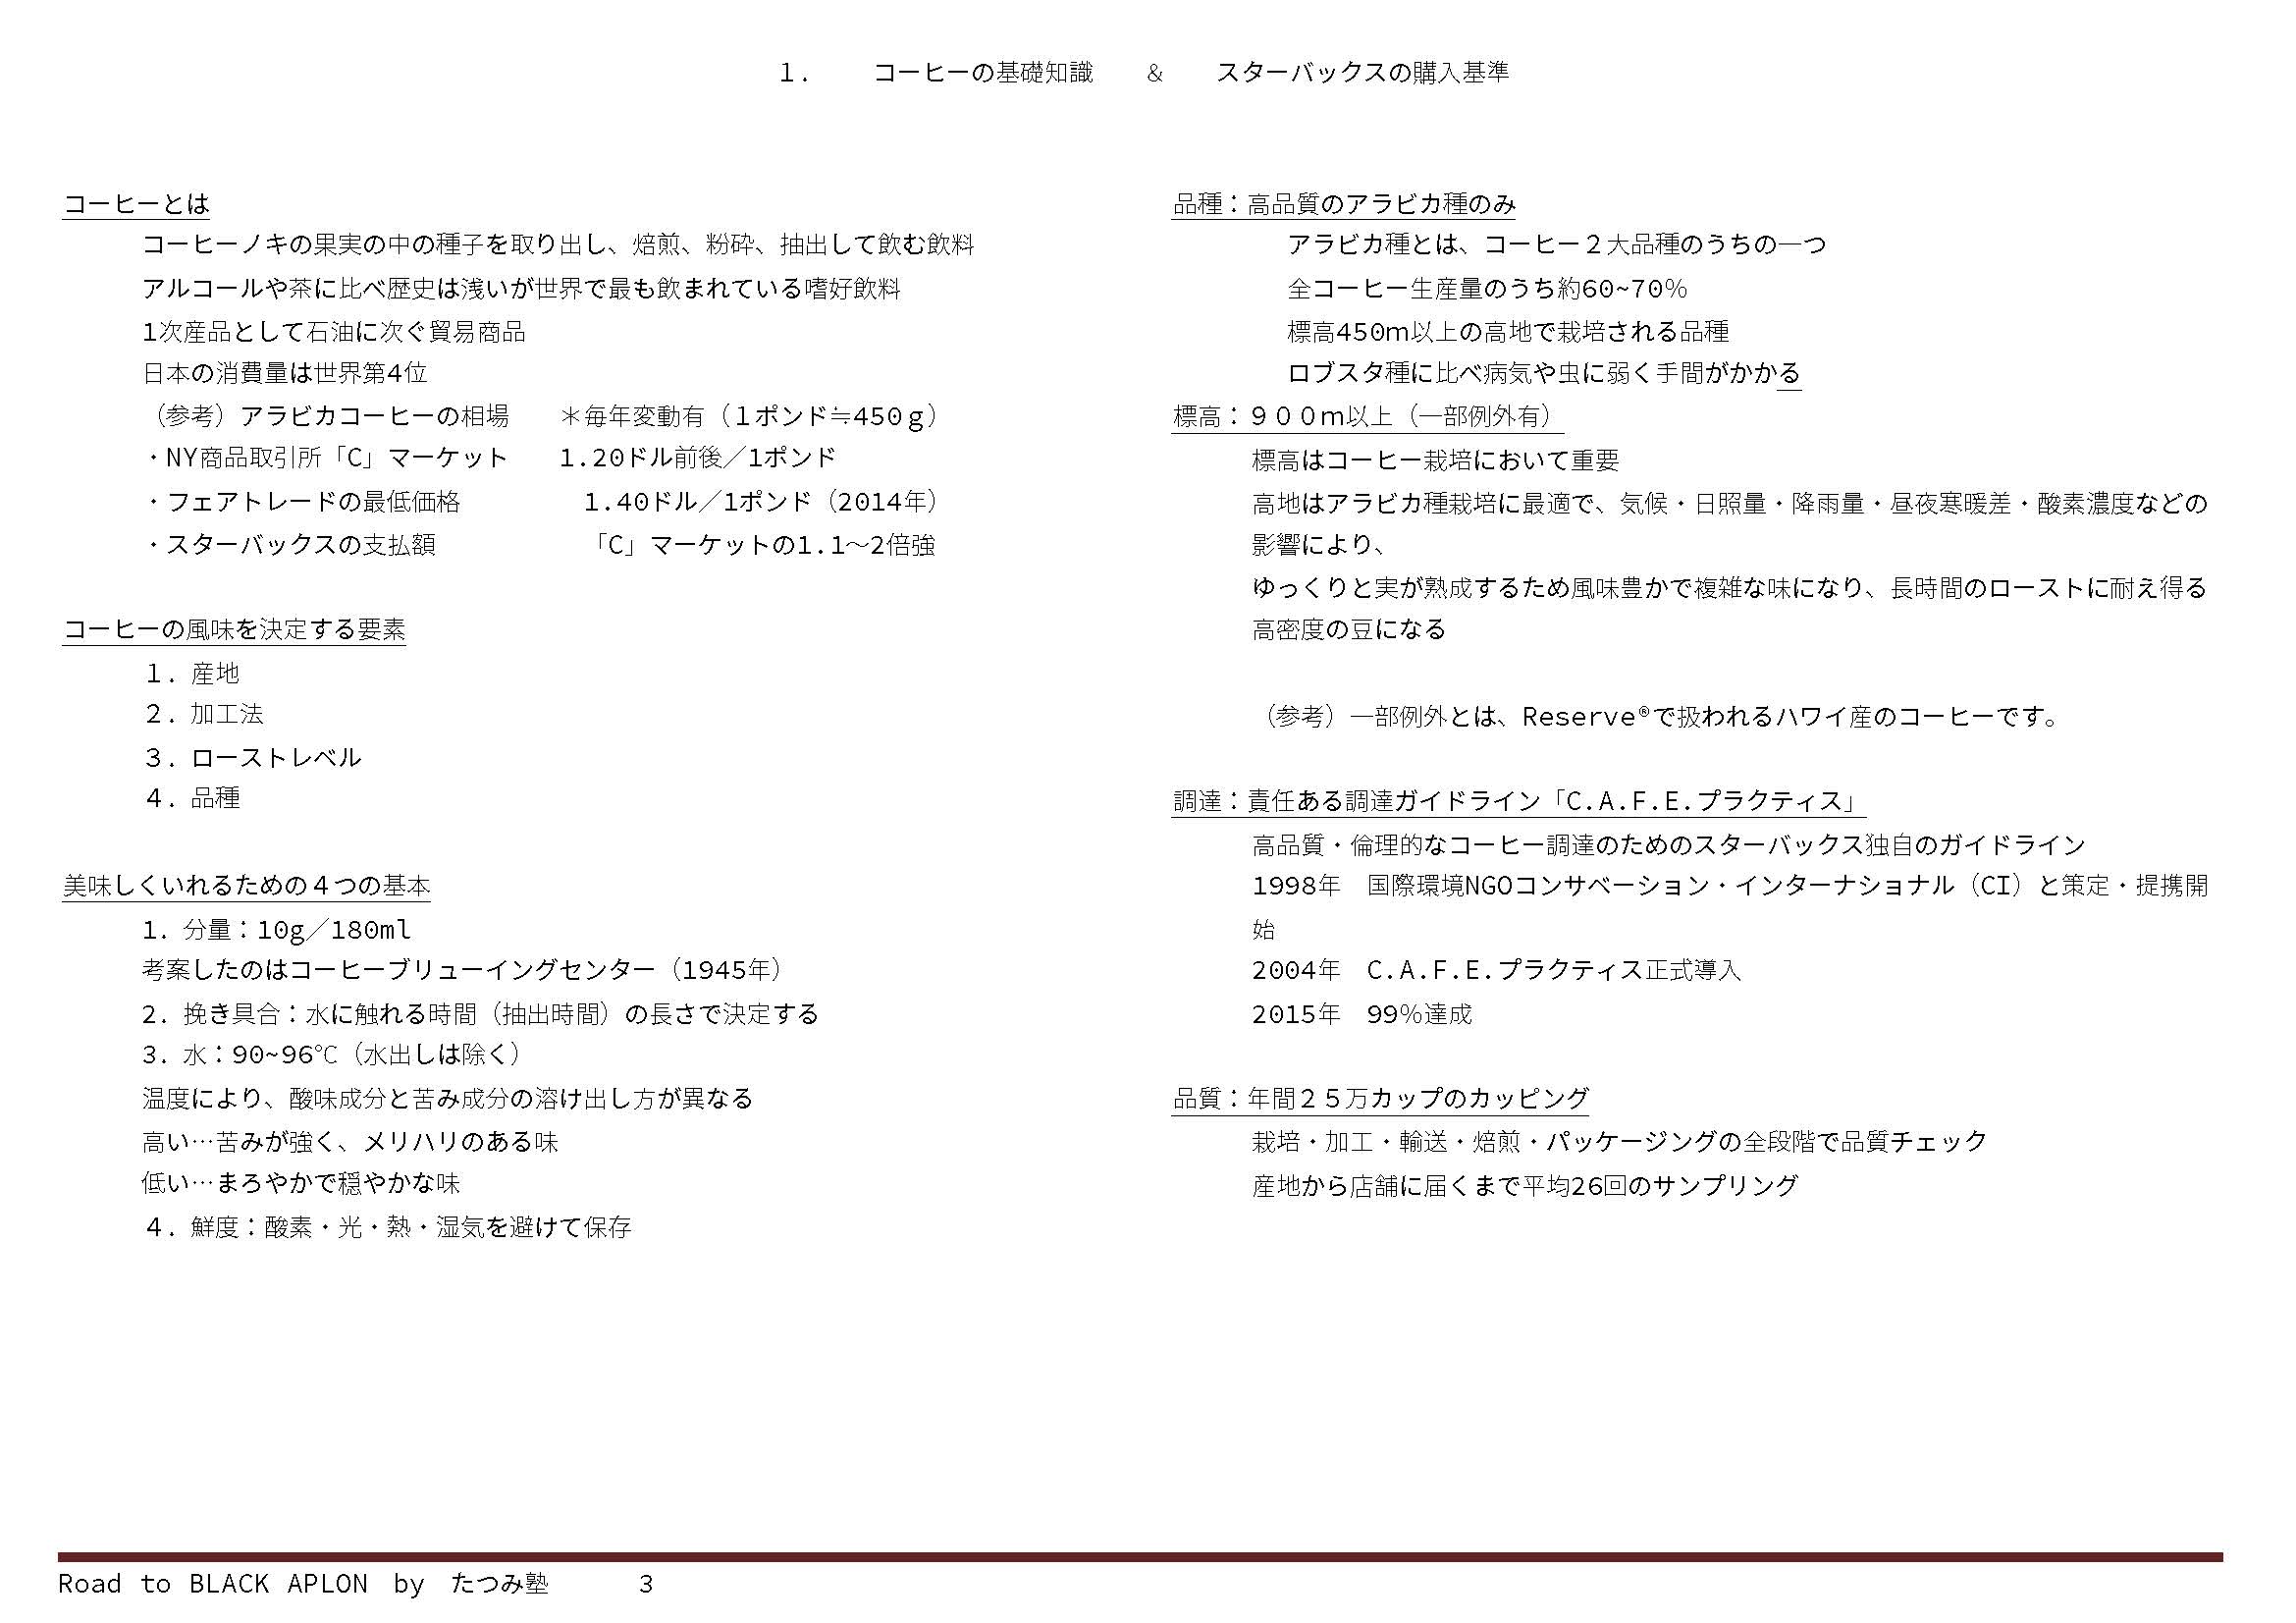 １.　　コーヒーの基礎知識　　＆　　スターバックスの購入基準
コーヒーとは
コーヒーノキの果実の中の種子を取り出し、焙煎、粉砕、抽出して飲む飲料
アルコールや茶に比べ歴史は浅いが世界で最も飲まれている嗜好飲料
1次産品として石油に次ぐ貿易商品
日本の消費量は世界第4位
（参考）アラビカコーヒーの相場　　＊毎年変動有（１ポンド≒450ｇ）
・NY商品取引所「C」マーケット　　1.20ドル前後／1ポンド
・フェアトレードの最低価格　　　　　1.40ドル／1ポンド（2014年）
・スターバックスの支払額　　　　　　「C」マーケットの1.1～2倍強
コーヒーの風味を決定する要素
１. 産地
２. 加工法
３. ローストレベル
４. 品種
美味しくいれるための４つの基本
1. 分量：10g／180ml
考案したのはコーヒーブリューイングセンター（1945年）
2. 挽き具合：水に触れる時間（抽出時間）の長さで決定する
3. 水：90~96℃（水出しは除く）
温度により、酸味成分と苦み成分の溶け出し方が異なる
高い…苦みが強く、メリハリのある味
低い…まろやかで穏やかな味
４. 鮮度：酸素・光・熱・湿気を避けて保存
品種：高品質のアラビカ種のみ
アラビカ種とは、コーヒー２大品種のうちの一つ
全コーヒー生産量のうち約60~70％
標高450ｍ以上の高地で栽培される品種
ロブスタ種に比べ病気や虫に弱く手間がかかる
標高：９００ｍ以上（一部例外有）
標高はコーヒー栽培において重要
高地はアラビカ種栽培に最適で、気候・日照量・降雨量・昼夜寒暖差・酸素濃度などの
影響により、
ゆっくりと実が熟成するため風味豊かで複雑な味になり、長時間のローストに耐え得る
高密度の豆になる
（参考）一部例外とは、Reserve®で扱われるハワイ産のコーヒーです。
調達：責任ある調達ガイドライン「C.A.F.E.プラクティス」
高品質・倫理的なコーヒー調達のためのスターバックス独自のガイドライン
1998年　国際環境NGOコンサベーション・インターナショナル（CI）と策定・提携開
始
2004年　C.A.F.E.プラクティス正式導入
2015年　99％達成
品質：年間２５万カップのカッピング
栽培・加工・輸送・焙煎・パッケージングの全段階で品質チェック
産地から店舗に届くまで平均26回のサンプリング
Road to BLACK APLON　by　たつみ塾　　　3